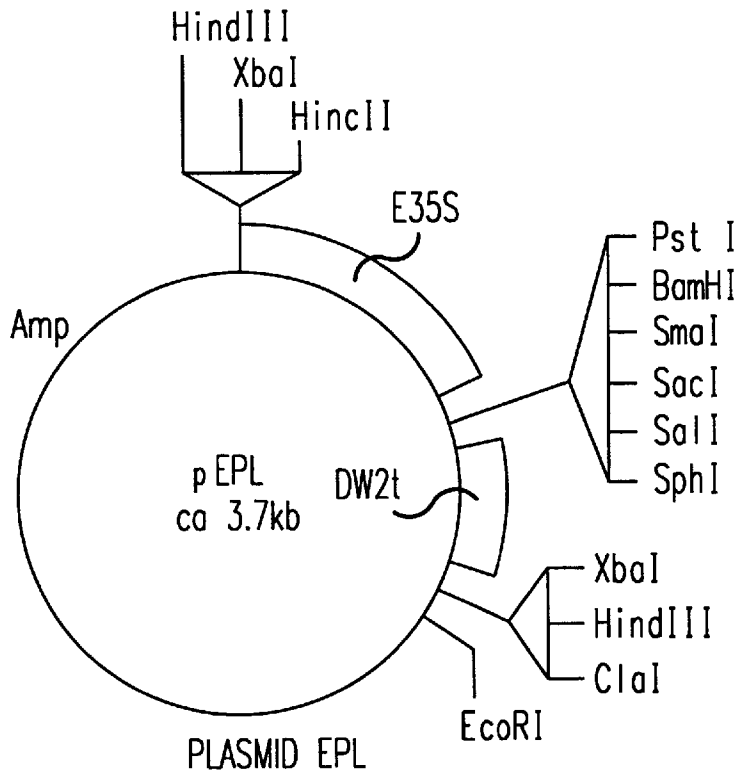 HindIII
XbaI
HincII
E35S
Pst I
BamHI
SmaI
SacI
SalI
SphI
Amp
pEPL
ca 3.7kb
DW2t
XbaI
HindIII
ClaI
EcoRI
PLASMID EPL